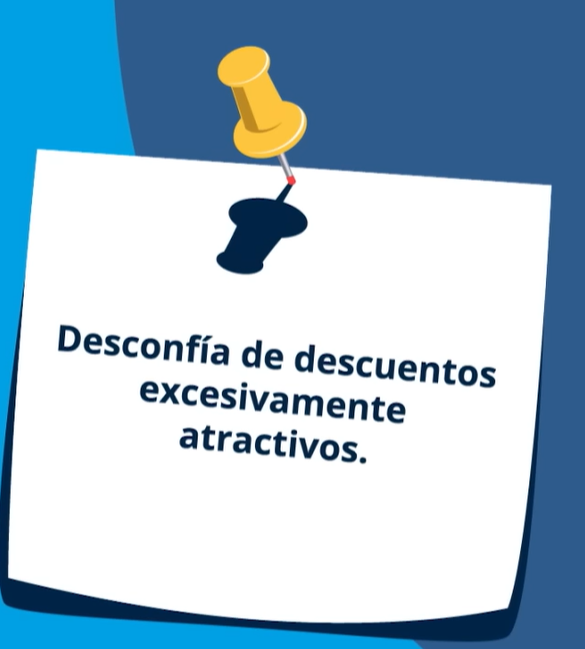 Desconfía de descuentos
excesivamente
atractivos.